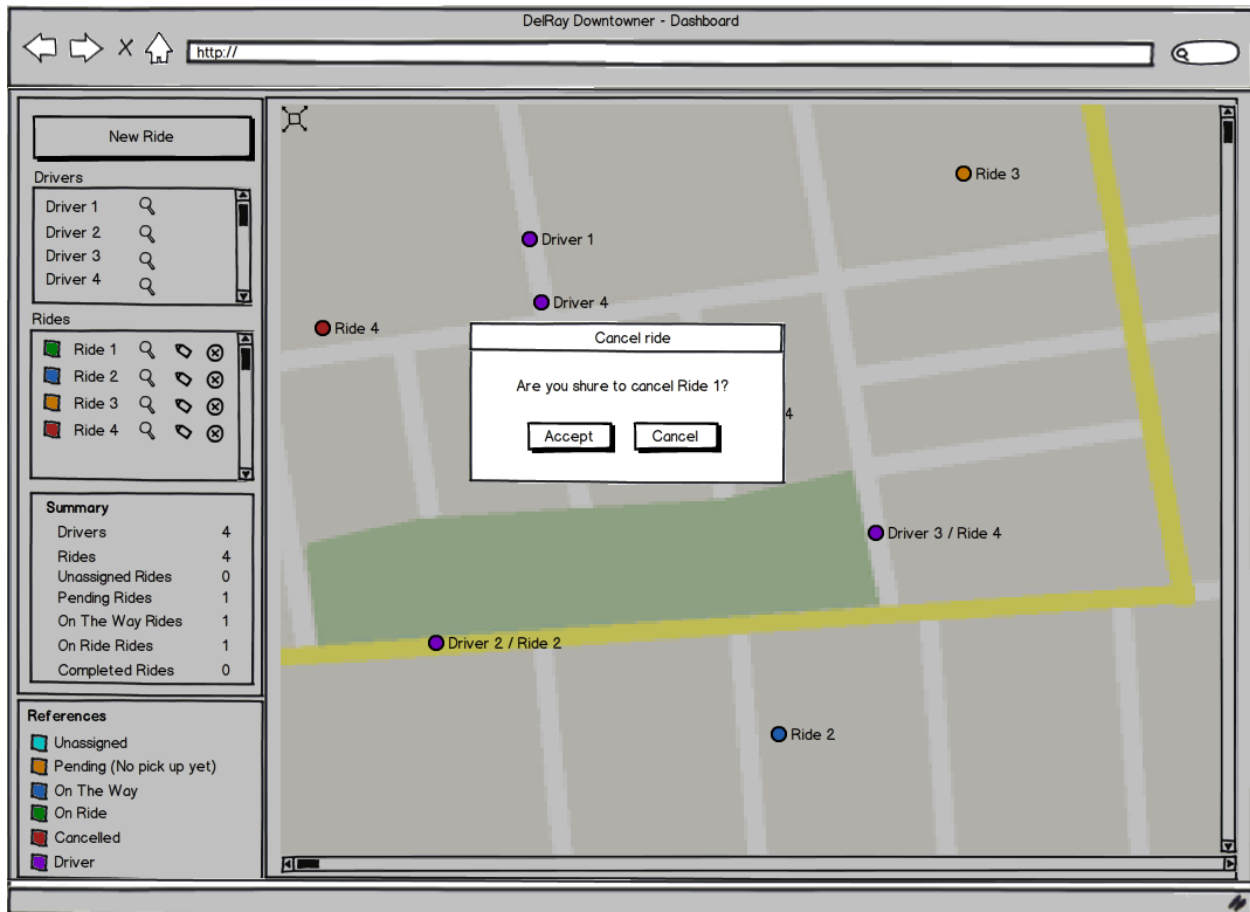 DelRay Downtowner - Dashboard
http://
New Ride
Drivers
Driver 1
Driver 2
Driver 3
Driver 4
Rides
Ride 1
Ride 2
Ride 3
Ride 4
Summary
Drivers 4
Rides 4
Unassigned Rides 0
Pending Rides 1
On The Way Rides 1
On Ride Rides 1
Completed Rides 0
References
Unassigned
Pending (No pick up yet)
On The Way
On Ride
Cancelled
Driver
Ride 3
Driver 1
Driver 4
Ride 4
Cancel ride
Are you shure to cancel Ride 1?
4
Accept Cancel
Driver 3 / Ride 4
Driver 2 / Ride 2
Ride 2